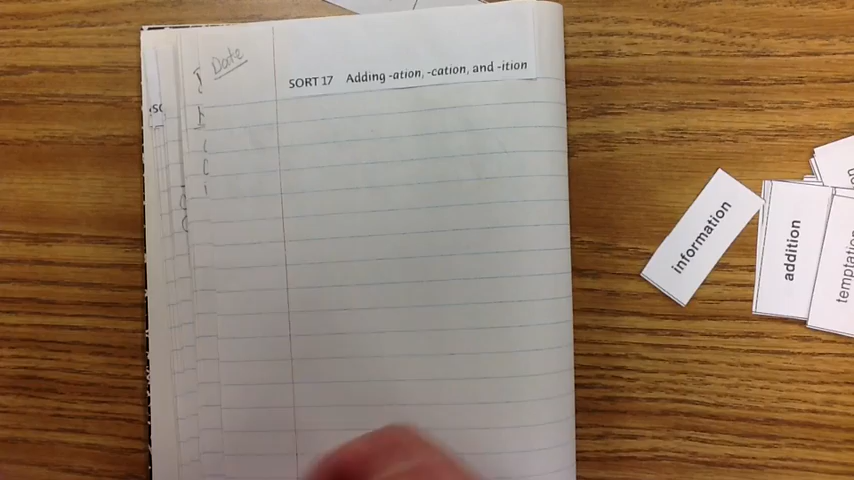 Date
SORT 17 Adding -ation, -cation, and -ition
information
addition